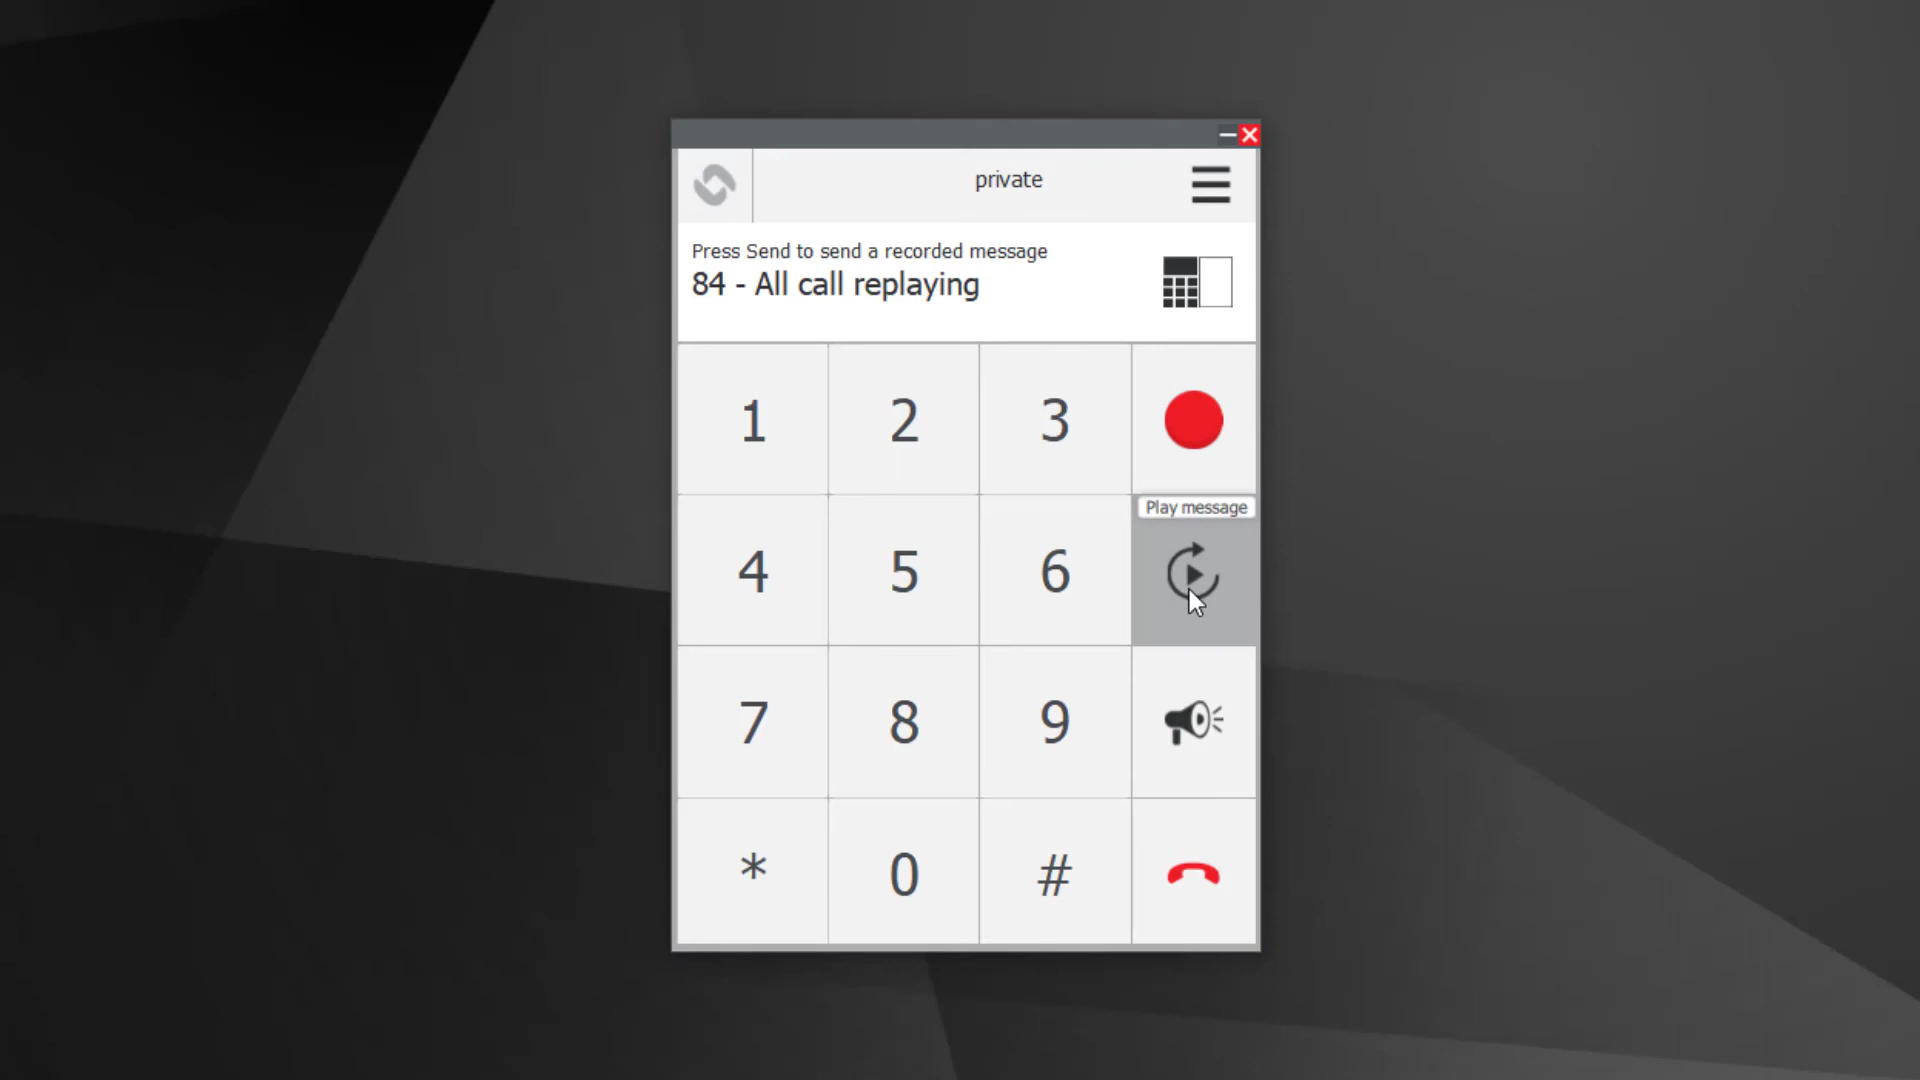 private
Press Send to send a recorded message
84 - All call replaying
1 2 3
Play message
4 5 6
7 8 9
* 0 #